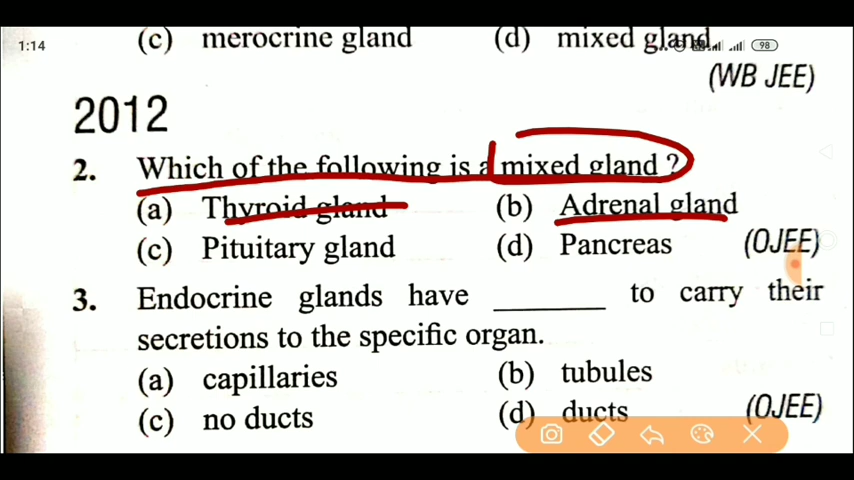 1:14
98
(c) merocrine gland (d) mixed gland
(WB JEE)
2012
2. Which of the following is a mixed gland ?
(a) Thyroid gland (b) Adrenal gland
(c) Pituitary gland (d) Pancreas (OJEE)
3. Endocrine glands have ________ to carry their
secretions to the specific organ.
(a) capillaries (b) tubules
(c) no ducts (d) ducts (OJEE)